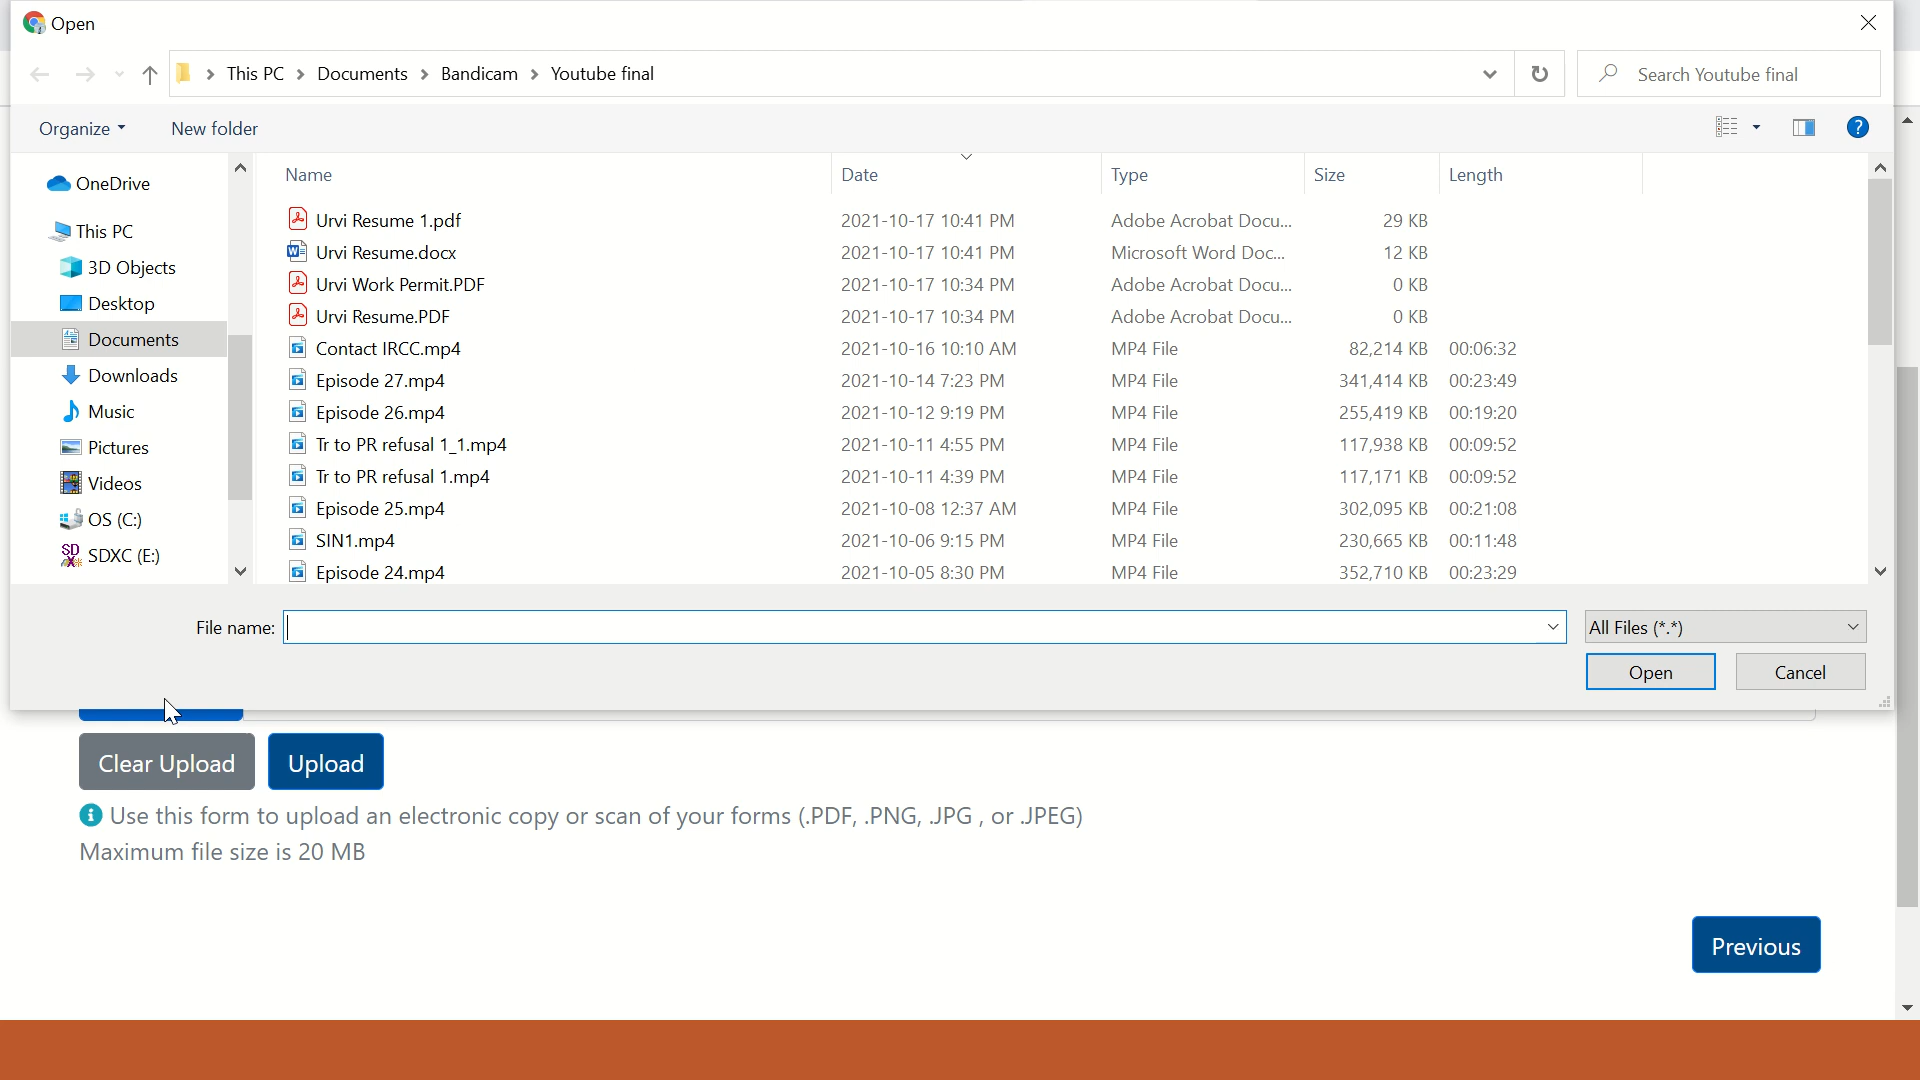 Open
This PC > Documents > Bandicam > Youtube final
Search Youtube final
Organize
New folder
?
Name Date Type Size Length
OneDrive
This PC
3D Objects
Desktop
Documents
Downloads
Music
Pictures
Videos
OS (C:)
SDXC (E:)
Urvi Resume 1.pdf 2021-10-17 10:41 PM Adobe Acrobat Docu... 29 KB
Urvi Resume.docx 2021-10-17 10:41 PM Microsoft Word Doc... 12 KB
Urvi Work Permit.PDF 2021-10-17 10:34 PM Adobe Acrobat Docu... 0 KB
Urvi Resume.PDF 2021-10-17 10:34 PM Adobe Acrobat Docu... 0 KB
Contact IRCC.mp4 2021-10-16 10:10 AM MP4 File 82,214 KB 00:06:32
Episode 27.mp4 2021-10-14 7:23 PM MP4 File 341,414 KB 00:23:49
Episode 26.mp4 2021-10-12 9:19 PM MP4 File 255,419 KB 00:19:20
Tr to PR refusal 1_1.mp4 2021-10-11 4:55 PM MP4 File 117,938 KB 00:09:52
Tr to PR refusal 1.mp4 2021-10-11 4:39 PM MP4 File 117,171 KB 00:09:52
Episode 25.mp4 2021-10-08 12:37 AM MP4 File 302,095 KB 00:21:08
SIN1.mp4 2021-10-06 9:15 PM MP4 File 230,665 KB 00:11:48
Episode 24.mp4 2021-10-05 8:30 PM MP4 File 352,710 KB 00:23:29
File name:
All Files (*.*)
Open
Cancel
Clear Upload
Upload
Use this form to upload an electronic copy or scan of your forms (.PDF, .PNG, .JPG , or .JPEG)
Maximum file size is 20 MB
Previous